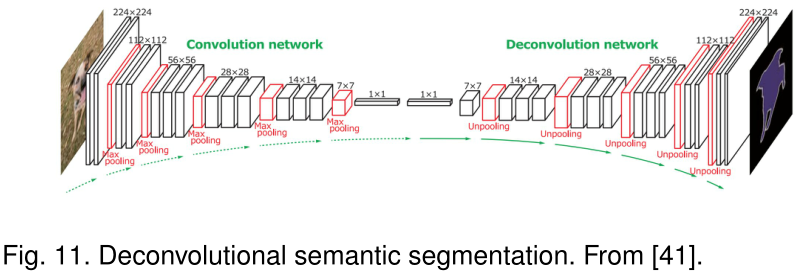 224×224
224×224
Convolution network
Deconvolution network
112×112
112×112
56×56
56×56
28×28
28×28
14×14
14×14
7×7
7×7
1×1
1×1
Max
pooling
Max
pooling
Max
pooling
Max
pooling
Max
pooling
Unpooling
Unpooling
Unpooling
Unpooling
Unpooling
Fig. 11. Deconvolutional semantic segmentation. From [41].